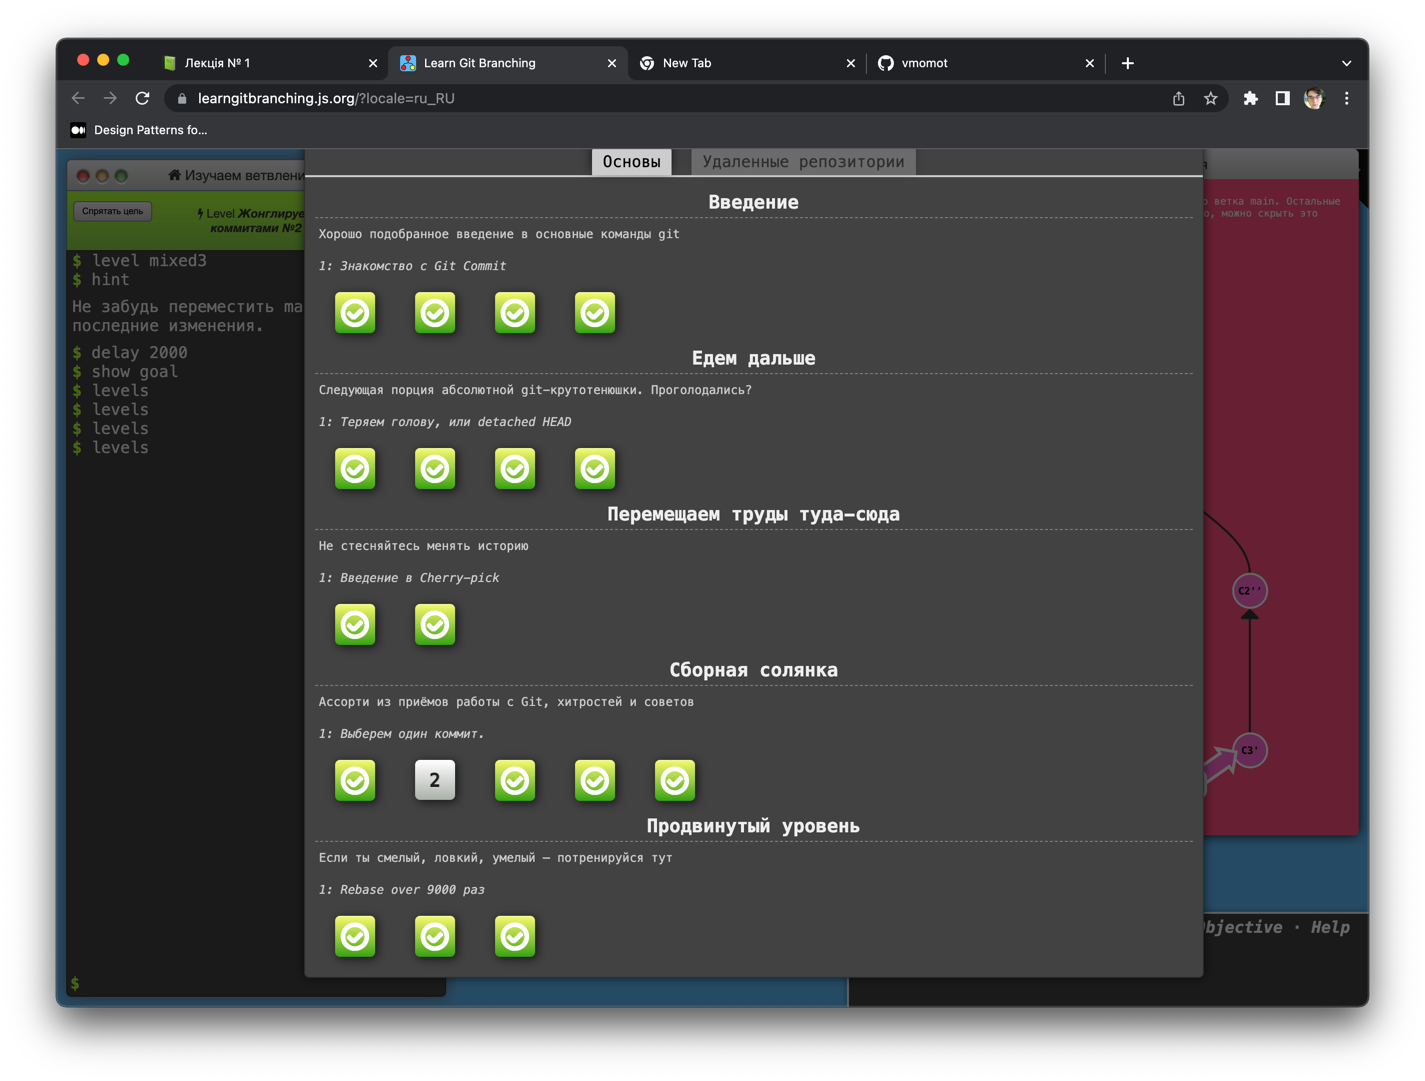 Лекція № 1
Learn Git Branching
New Tab
vmomot
learngitbranching.js.org/?locale=ru_RU
Design Patterns fo...
Изучаем ветвлени
Спрятать цель
Level Жонглируе
коммитами №2
$ level mixed3
$ hint
Не забудь переместить ma
последние изменения.
$ delay 2000
$ show goal
$ levels
$ levels
$ levels
$ levels
$
Основы
Удаленные репозитории
Введение
Хорошо подобранное введение в основные команды git
1: Знакомство с Git Commit
Едем дальше
Следующая порция абсолютной git-крутотенюшки. Проголодались?
1: Теряем голову, или detached HEAD
Перемещаем труды туда-сюда
Не стесняйтесь менять историю
1: Введение в Cherry-pick
Сборная солянка
Ассорти из приёмов работы с Git, хитростей и советов
1: Выберем один коммит.
2
Продвинутый уровень
Если ты смелый, ловкий, умелый – потренируйся тут
1: Rebase over 9000 раз
я
о ветка main. Остальные
о, можно скрыть это
C2''
C3'
bjective · Help